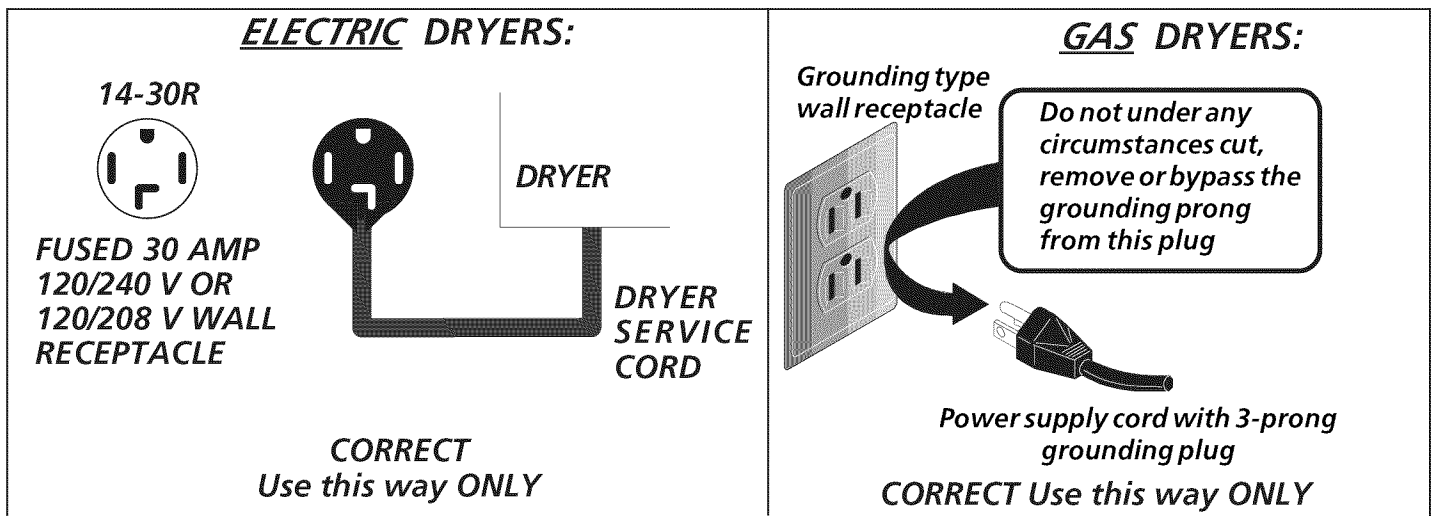 ELECTRIC DRYERS:
14-30R
FUSED 30 AMP
120/240 V OR
120/208 V WALL
RECEPTACLE
DRYER
DRYER
SERVICE
CORD
CORRECT
Use this way ONLY
GAS DRYERS:
Grounding type
wall receptacle
Do not under any
circumstances cut,
remove or bypass the
grounding prong
from this plug
Power supply cord with 3-prong
grounding plug
CORRECT Use this way ONLY